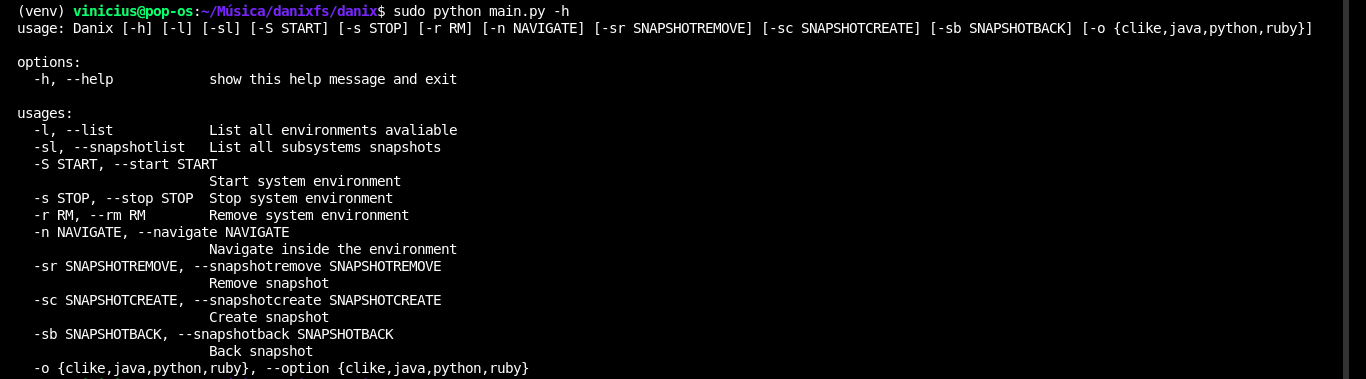 (venv) vinicius@pop-os:~/Música/danixfs/danix$ sudo python main.py -h
usage: Danix [-h] [-l] [-sl] [-S START] [-s STOP] [-r RM] [-n NAVIGATE] [-sr SNAPSHOTREMOVE] [-sc SNAPSHOTCREATE] [-sb SNAPSHOTBACK] [-o {clike,java,python,ruby}]
options:
-h, --help show this help message and exit
usages:
-l, --list List all environments avaliable
-sl, --snapshotlist List all subsystems snapshots
-S START, --start START
Start system environment
-s STOP, --stop STOP Stop system environment
-r RM, --rm RM Remove system environment
-n NAVIGATE, --navigate NAVIGATE
Navigate inside the environment
-sr SNAPSHOTREMOVE, --snapshotremove SNAPSHOTREMOVE
Remove snapshot
-sc SNAPSHOTCREATE, --snapshotcreate SNAPSHOTCREATE
Create snapshot
-sb SNAPSHOTBACK, --snapshotback SNAPSHOTBACK
Back snapshot
-o {clike,java,python,ruby}, --option {clike,java,python,ruby}